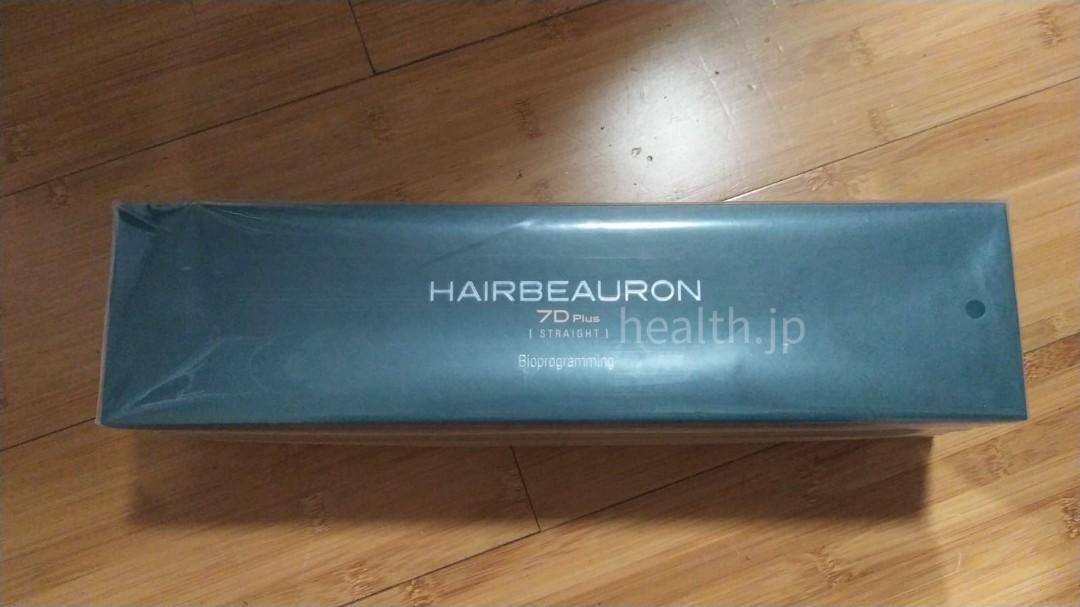 HAIRBEAURON
7D Plus
[ STRAIGHT ]
health.jp
Bioprogramming